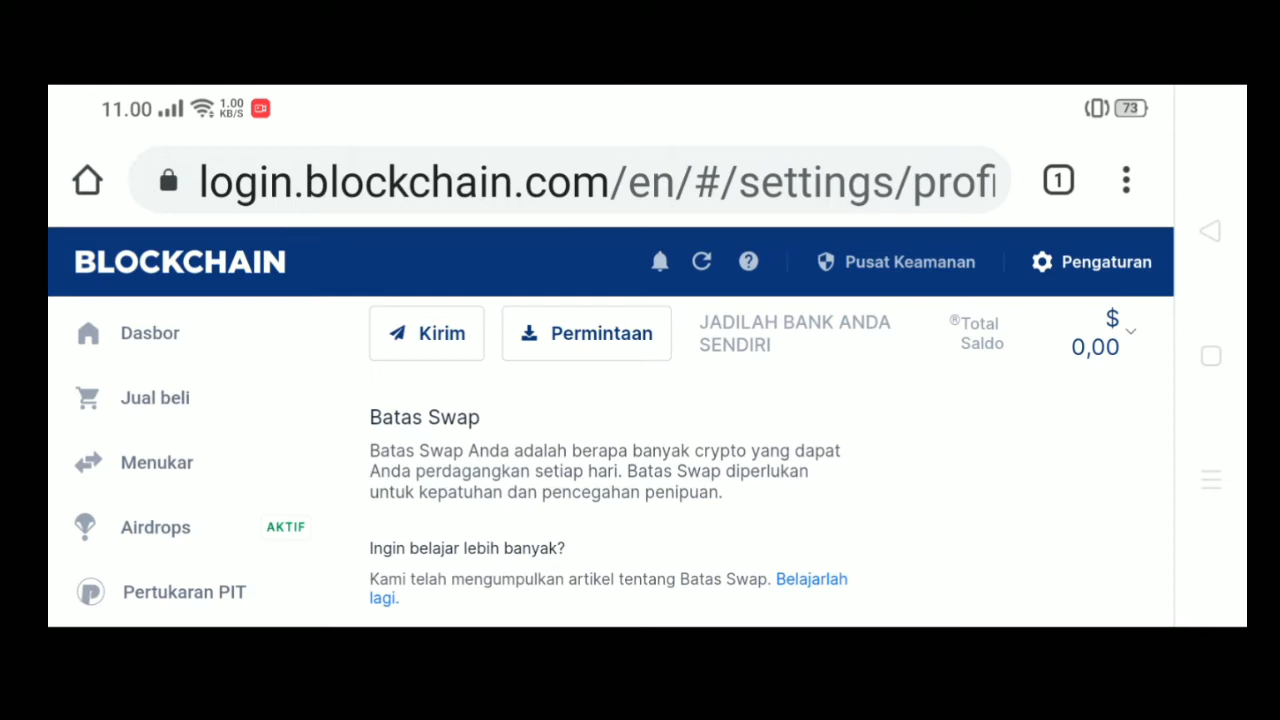 11.00 1.00 KB/S 73
login.blockchain.com/en/#/settings/profi 1
BLOCKCHAIN Pusat Keamanan Pengaturan
Dasbor
Jual beli
Menukar
Airdrops AKTIF
Pertukaran PIT
Kirim Permintaan
JADILAH BANK ANDA
SENDIRI
®Total
Saldo
$
0,00
Batas Swap
Batas Swap Anda adalah berapa banyak crypto yang dapat
Anda perdagangkan setiap hari. Batas Swap diperlukan
untuk kepatuhan dan pencegahan penipuan.
Ingin belajar lebih banyak?
Kami telah mengumpulkan artikel tentang Batas Swap. Belajarlah
lagi.